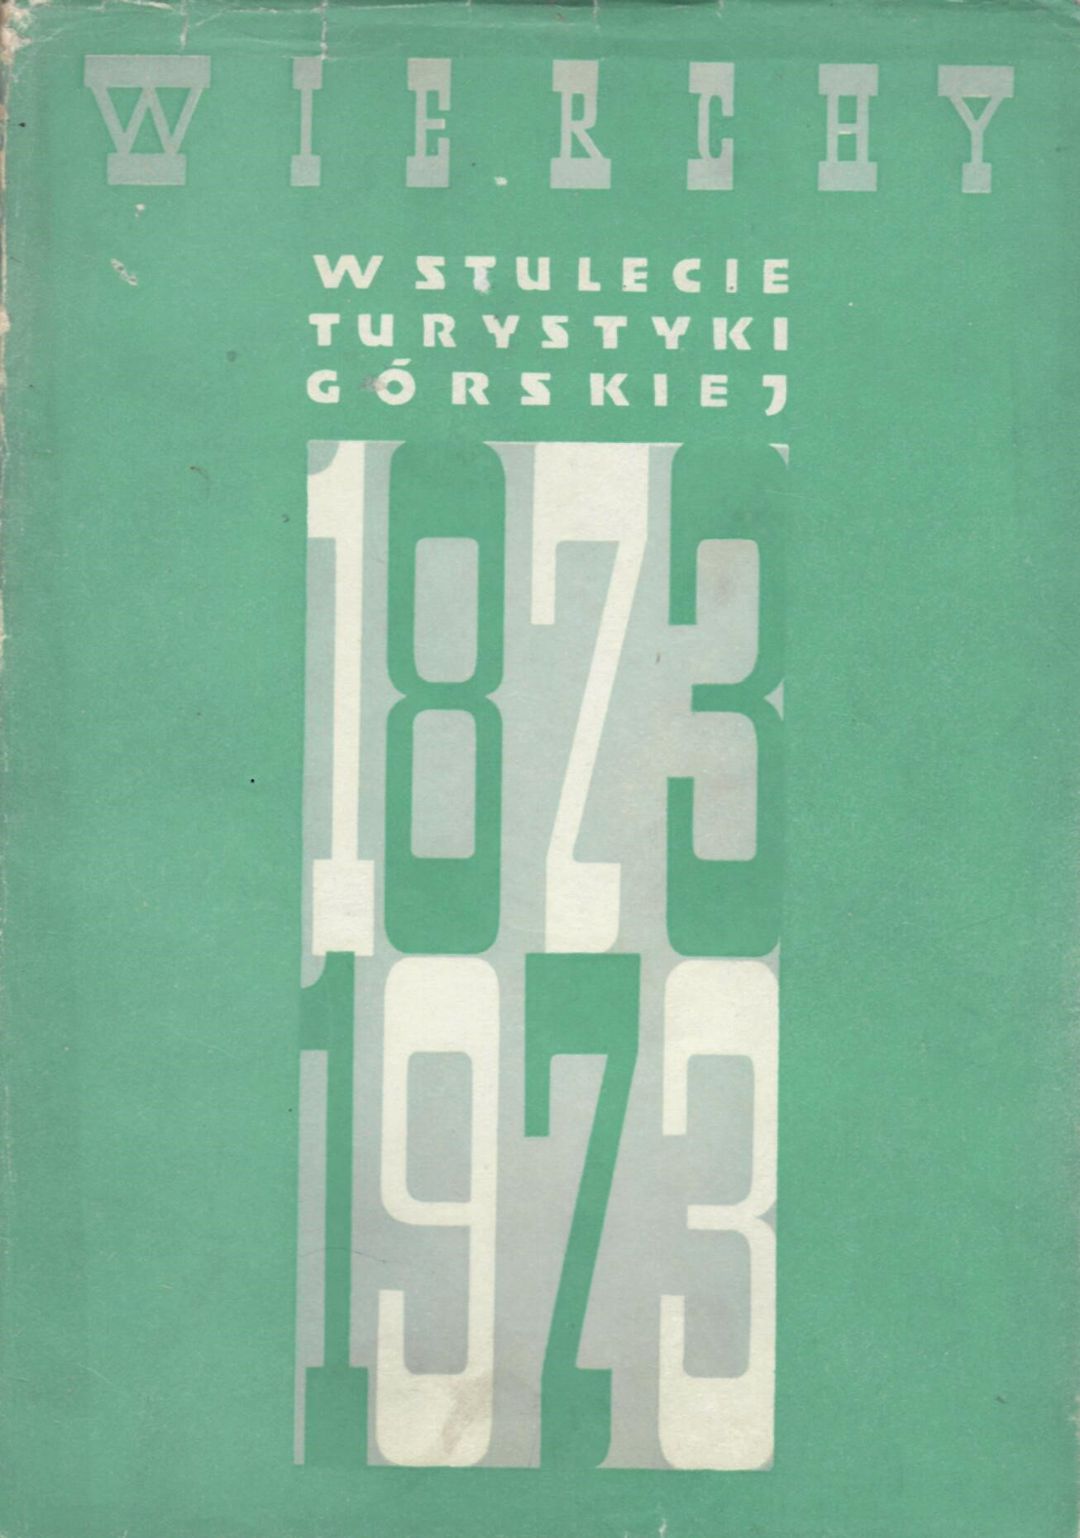 WIERCHY
W STULECIE
TURYSTYKI
GÓRSKIEJ
1873
1973